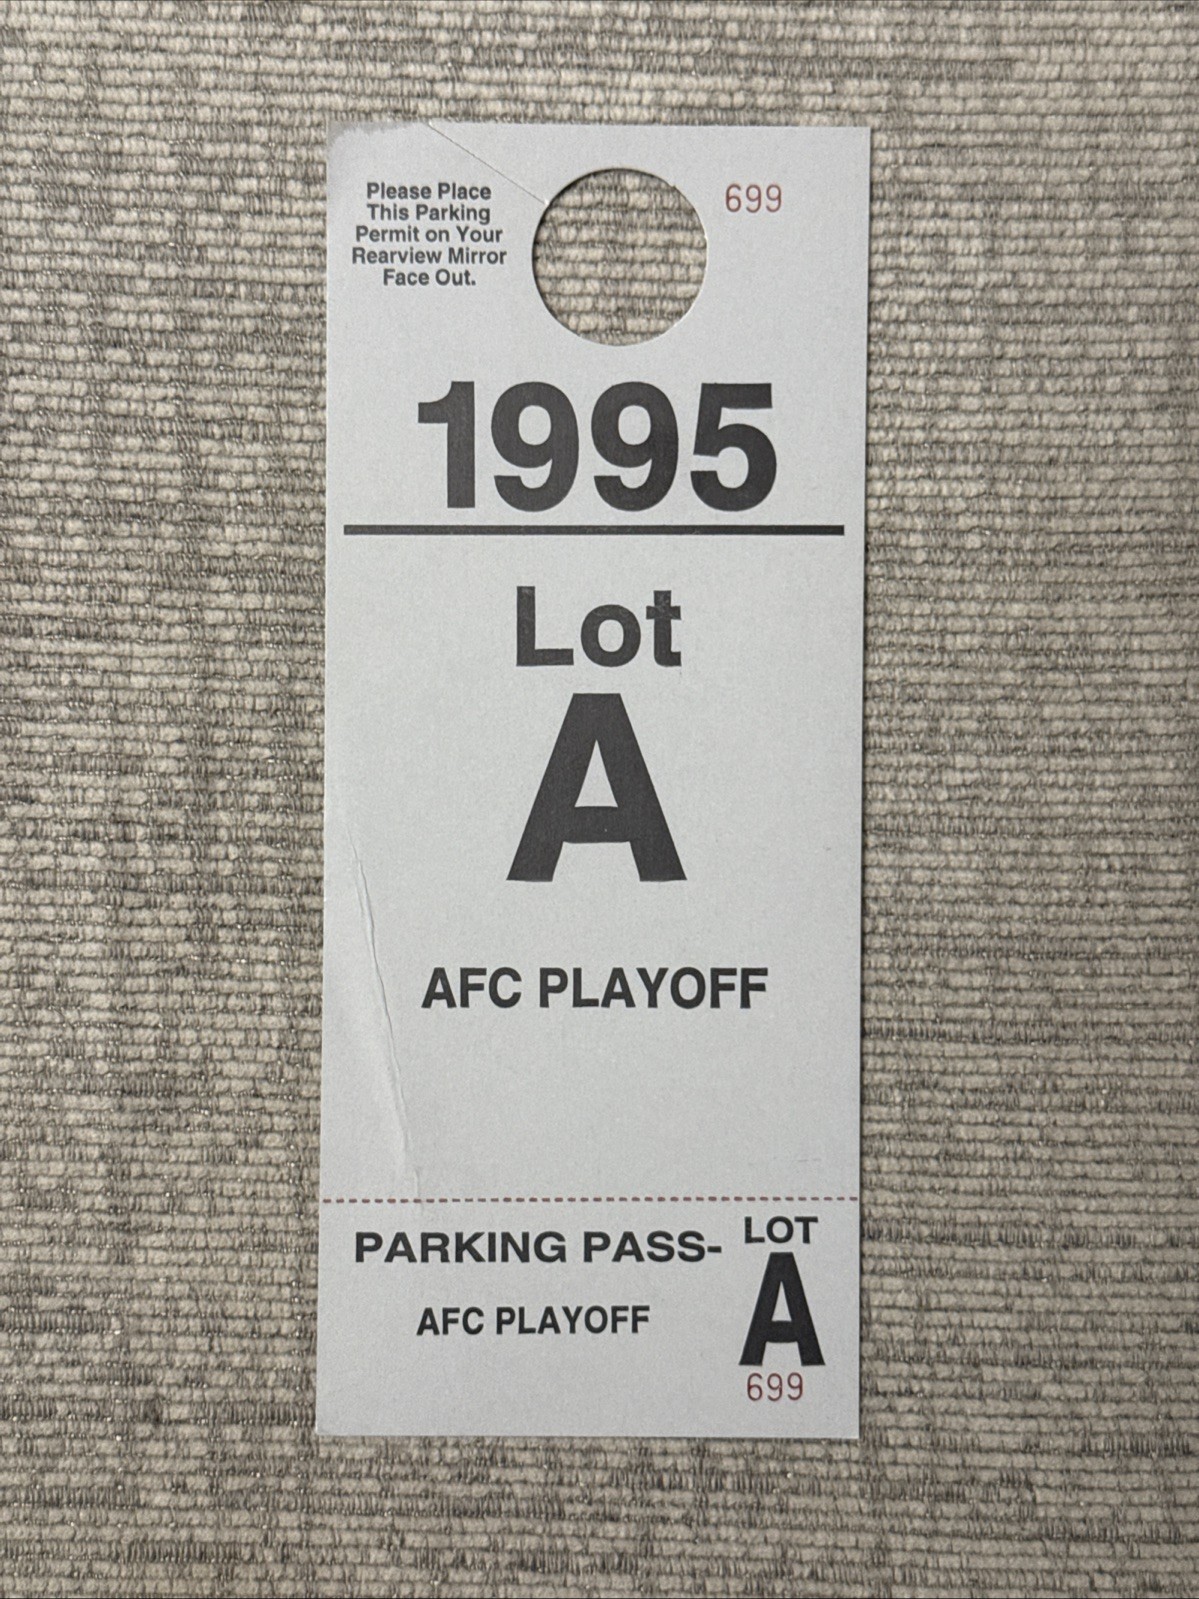 Please Place
This Parking
Permit on Your
Rearview Mirror
Face Out.
699
1995
Lot
A
AFC PLAYOFF
PARKING PASS-
AFC PLAYOFF
LOT
A
699